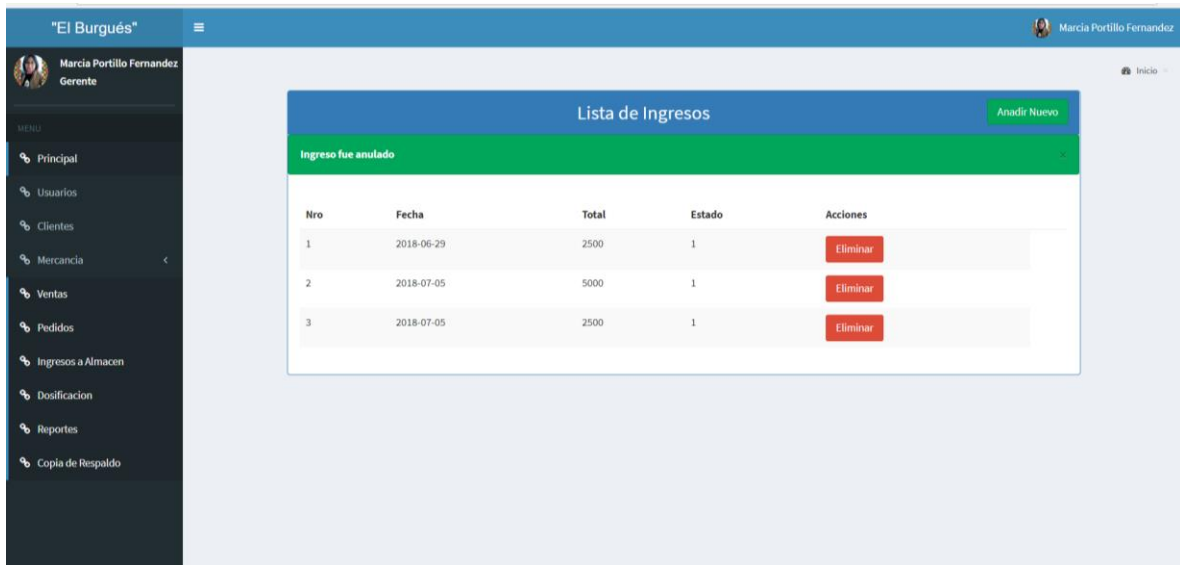 "El Burgués"
Marcia Portillo Fernandez
Marcia Portillo Fernandez
Gerente
Inicio
MENU
Principal
Usuarios
Clientes
Mercancia
Ventas
Pedidos
Ingresos a Almacen
Dosificacion
Reportes
Copia de Respaldo
Lista de Ingresos
Anadir Nuevo
Ingreso fue anulado
Nro Fecha Total Estado Acciones
1 2018-06-29 2500 1 Eliminar
2 2018-07-05 5000 1 Eliminar
3 2018-07-05 2500 1 Eliminar